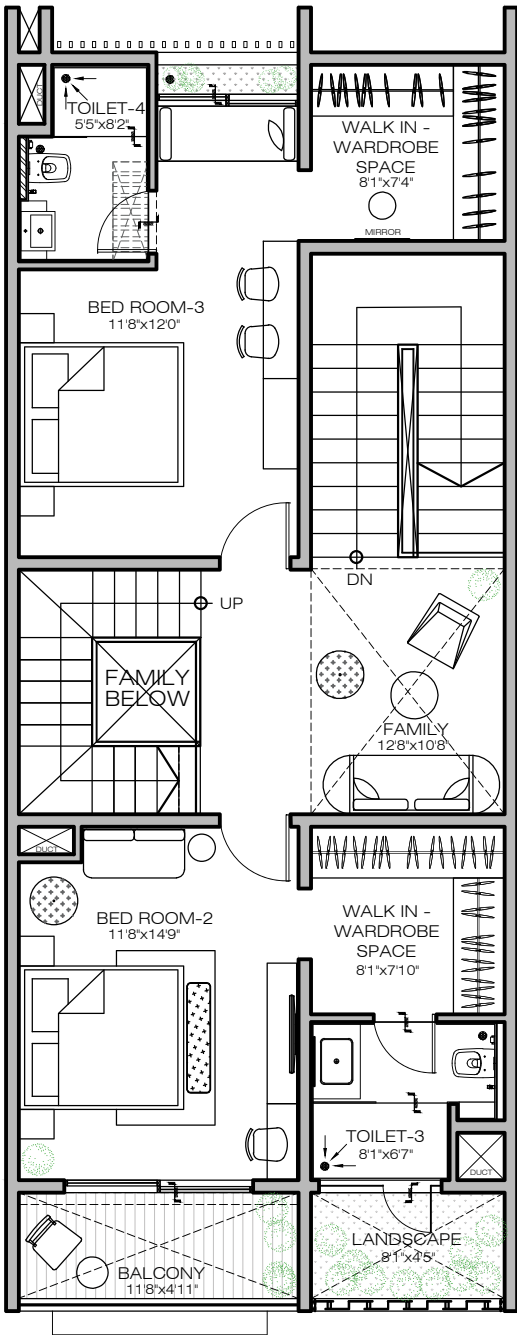 DUCT
TOILET-4
5'5"x8'2"
WALK IN -
WARDROBE
SPACE
8'1"x7'4"
MIRROR
BED ROOM-3
11'8"x12'0"
DN
UP
FAMILY
BELOW
FAMILY
12'8"x10'8"
DUCT
BED ROOM-2
11'8"x14'9"
WALK IN -
WARDROBE
SPACE
8'1"x7'10"
TOILET-3
8'1"x6'7"
DUCT
LANDSCAPE
8'1"x4'5"
BALCONY
11'8"x4'11"